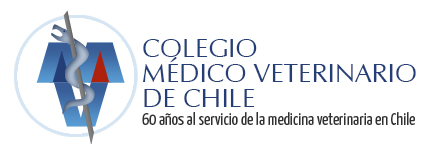 COLEGIO
MÉDICO VETERINARIO
DE CHILE
60 años al servicio de la medicina veterinaria en Chile